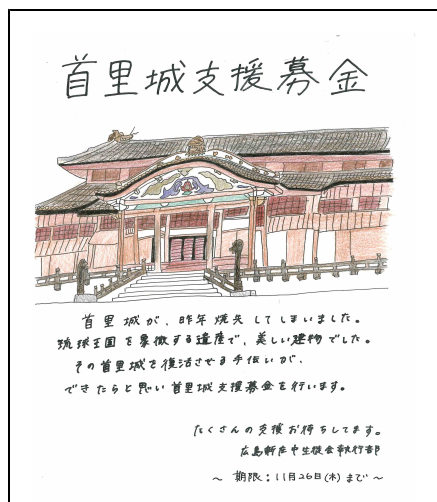 首里城支援募金
首里城が、昨年焼失してしまいました。
琉球王国を象徴する遺産で、美しい建物でした。
その首里城を復活させる手伝いが、
できたらと思い首里城支援募金を行います。
たくさんの支援お待ちしてます。
広島新庄中生徒会執行部
～ 期限：11月26日(木)まで ～